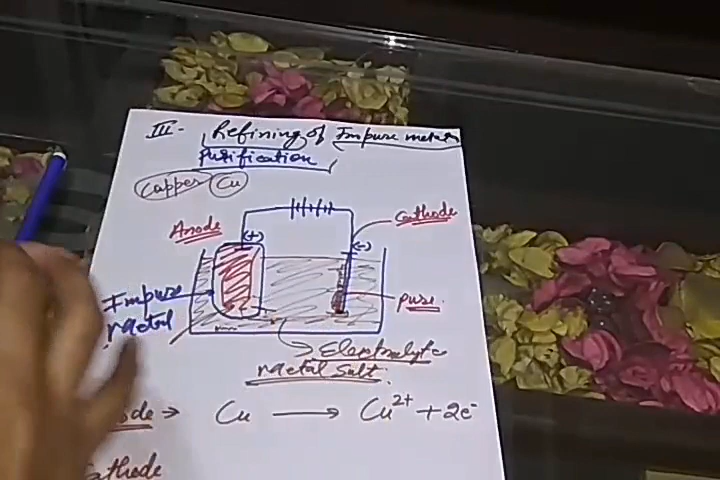 III- Refining of Impure metals
Purification
Copper Cu
Anode
Cathode
(+)
(-)
Impure
metal
pure
Electrolyte
metal salt.
ode → Cu → Cu²⁺ + 2e⁻
Cathode